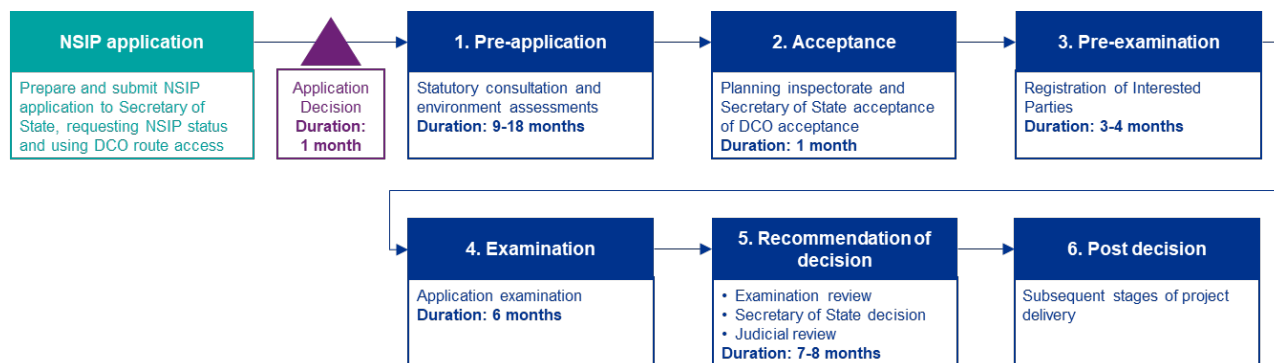 NSIP application
Prepare and submit NSIP
application to Secretary of
State, requesting NSIP status
and using DCO route access
Application
Decision
Duration:
1 month
1. Pre-application
Statutory consultation and
environment assessments
Duration: 9-18 months
2. Acceptance
Planning inspectorate and
Secretary of State acceptance
of DCO acceptance
Duration: 1 month
3. Pre-examination
Registration of Interested
Parties
Duration: 3-4 months
4. Examination
Application examination
Duration: 6 months
5. Recommendation of
decision
• Examination review
• Secretary of State decision
• Judicial review
Duration: 7-8 months
6. Post decision
Subsequent stages of project
delivery